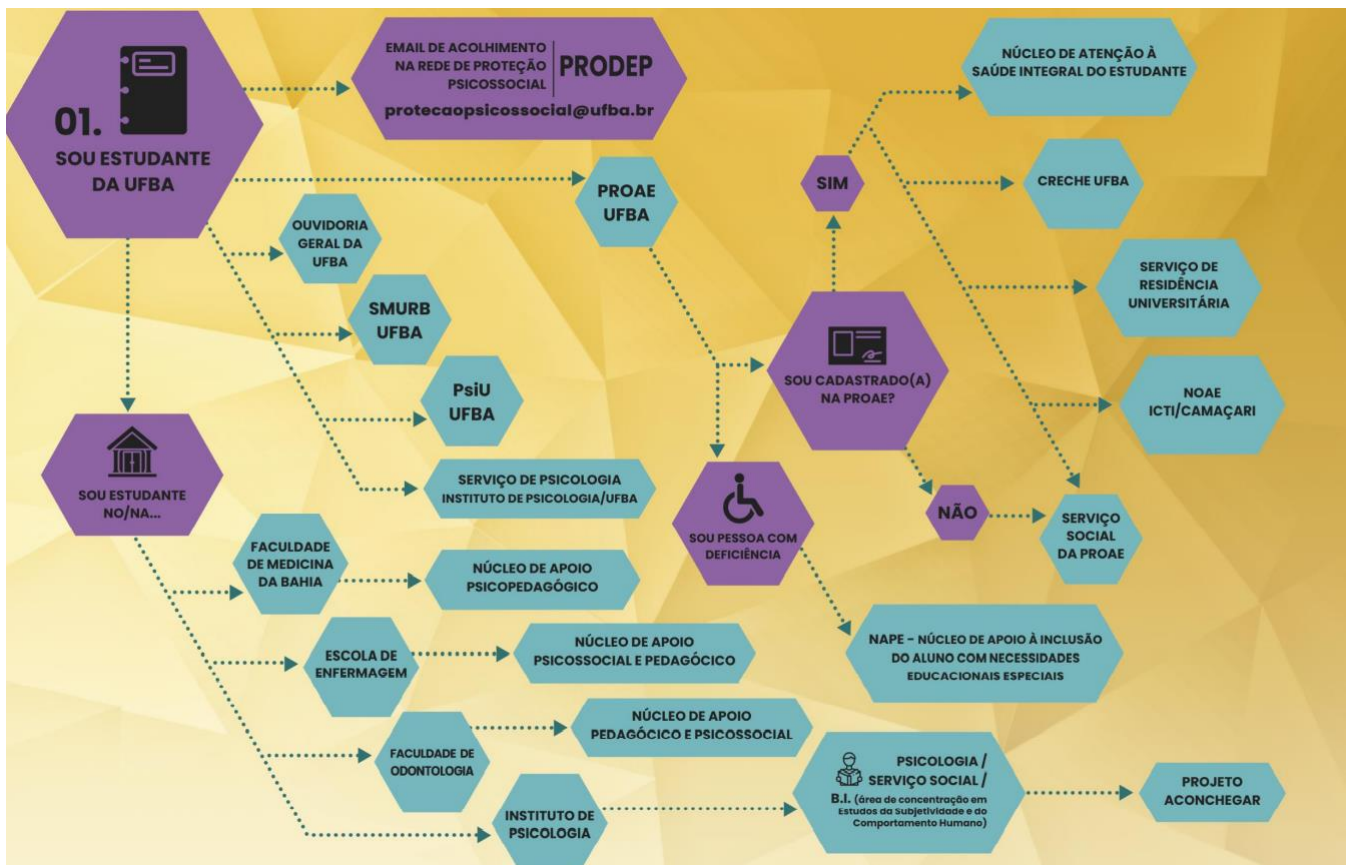 01.
SOU ESTUDANTE
DA UFBA
EMAIL DE ACOLHIMENTO
NA REDE DE PROTEÇÃO
PSICOSSOCIAL
PRODEP
protecaopsicossocial@ufba.br
NÚCLEO DE ATENÇÃO À
SAÚDE INTEGRAL DO ESTUDANTE
SIM
CRECHE UFBA
PROAE
UFBA
OUVIDORIA
GERAL DA
UFBA
SERVIÇO DE
RESIDÊNCIA
UNIVERSITÁRIA
SMURB
UFBA
SOU CADASTRADO(A)
NA PROAE?
PsiU
UFBA
NOAE
ICTI/CAMAÇARI
SOU ESTUDANTE
NO/NA...
SERVIÇO DE PSICOLOGIA
INSTITUTO DE PSICOLOGIA/UFBA
SOU PESSOA COM
DEFICIÊNCIA
NÃO
SERVIÇO
SOCIAL
DA PROAE
FACULDADE
DE MEDICINA
DA BAHIA
NÚCLEO DE APOIO
PSICOPEDAGÓGICO
ESCOLA DE
ENFERMAGEM
NÚCLEO DE APOIO
PSICOSSOCIAL E PEDAGÓCICO
NAPE - NÚCLEO DE APOIO À INCLUSÃO
DO ALUNO COM NECESSIDADES
EDUCACIONAIS ESPECIAIS
FACULDADE DE
ODONTOLOGIA
NÚCLEO DE APOIO
PEDAGÓCICO E PSICOSSOCIAL
INSTITUTO DE
PSICOLOGIA
PSICOLOGIA /
SERVIÇO SOCIAL /
B.I. (área de concentração em
Estudos da Subjetividade e do
Comportamento Humano)
PROJETO
ACONCHEGAR